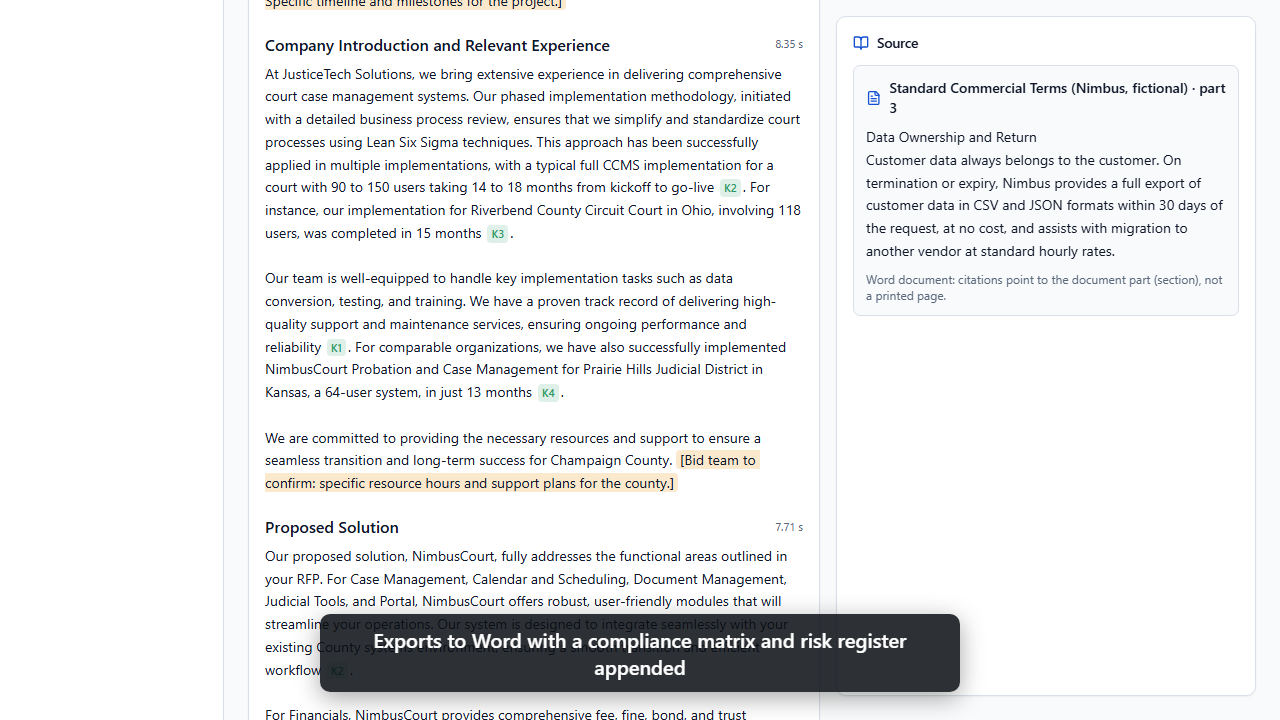 Specific timeline and milestones for the project.]
Company Introduction and Relevant Experience
8.35 s
At JusticeTech Solutions, we bring extensive experience in delivering comprehensive
court case management systems. Our phased implementation methodology, initiated
with a detailed business process review, ensures that we simplify and standardize court
processes using Lean Six Sigma techniques. This approach has been successfully
applied in multiple implementations, with a typical full CCMS implementation for a
court with 90 to 150 users taking 14 to 18 months from kickoff to go-live K2 . For
instance, our implementation for Riverbend County Circuit Court in Ohio, involving 118
users, was completed in 15 months K3 .
Our team is well-equipped to handle key implementation tasks such as data
conversion, testing, and training. We have a proven track record of delivering high-
quality support and maintenance services, ensuring ongoing performance and
reliability K1 . For comparable organizations, we have also successfully implemented
NimbusCourt Probation and Case Management for Prairie Hills Judicial District in
Kansas, a 64-user system, in just 13 months K4 .
We are committed to providing the necessary resources and support to ensure a
seamless transition and long-term success for Champaign County. [Bid team to
confirm: specific resource hours and support plans for the county.]
Proposed Solution
7.71 s
Our proposed solution, NimbusCourt, fully addresses the functional areas outlined in
your RFP. For Case Management, Calendar and Scheduling, Document Management,
Judicial Tools, and Portal, NimbusCourt offers robust, user-friendly modules that will
streamline your operations. Our system is designed to integrate seamlessly with your
existing County systems environment, ensuring a smooth transition and efficient
workflow K2 .
For Financials, NimbusCourt provides comprehensive fee, fine, bond, and trust
Source
Standard Commercial Terms (Nimbus, fictional) · part
3
Data Ownership and Return
Customer data always belongs to the customer. On
termination or expiry, Nimbus provides a full export of
customer data in CSV and JSON formats within 30 days of
the request, at no cost, and assists with migration to
another vendor at standard hourly rates.
Word document: citations point to the document part (section), not
a printed page.
Exports to Word with a compliance matrix and risk register
appended